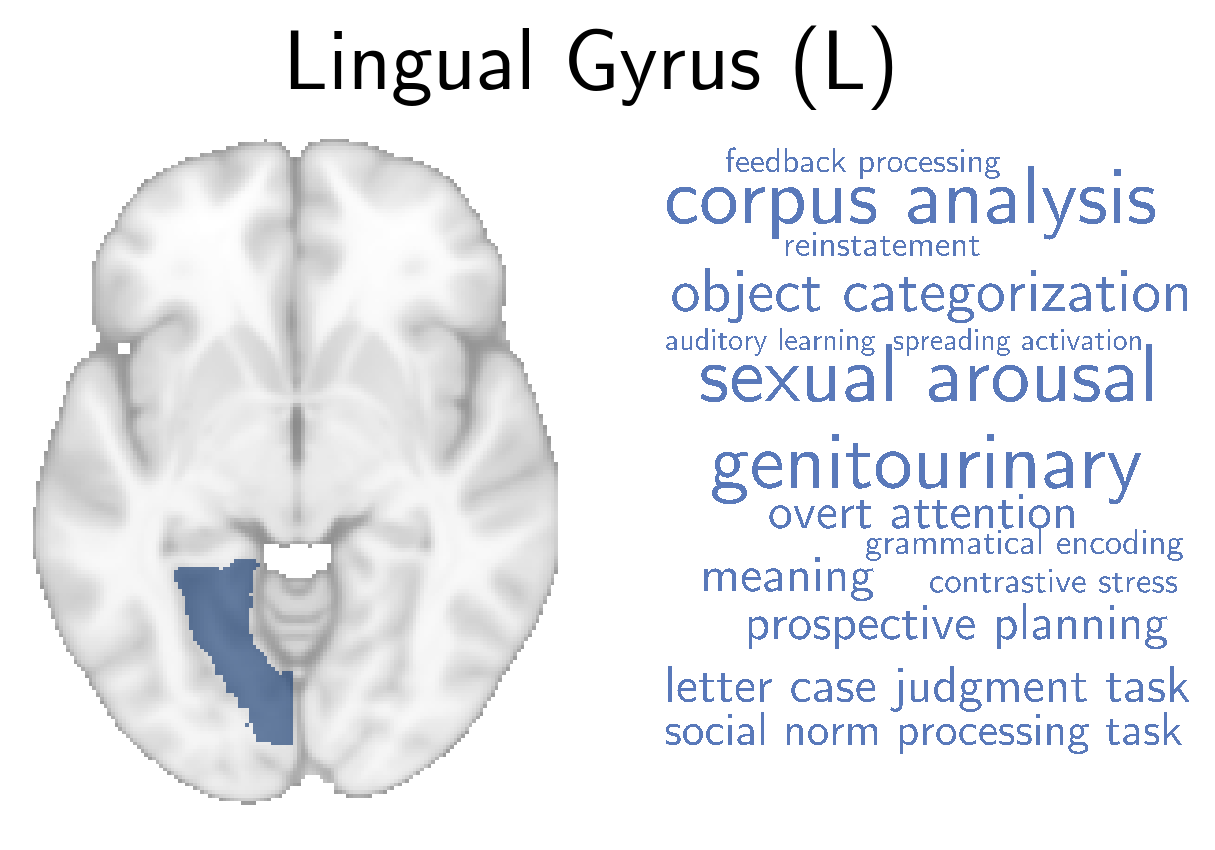 Lingual Gyrus (L)
feedback processing
corpus analysis
reinstatement
object categorization
auditory learning spreading activation
sexual arousal
genitourinary
overt attention
grammatical encoding
meaning contrastive stress
prospective planning
letter case judgment task
social norm processing task